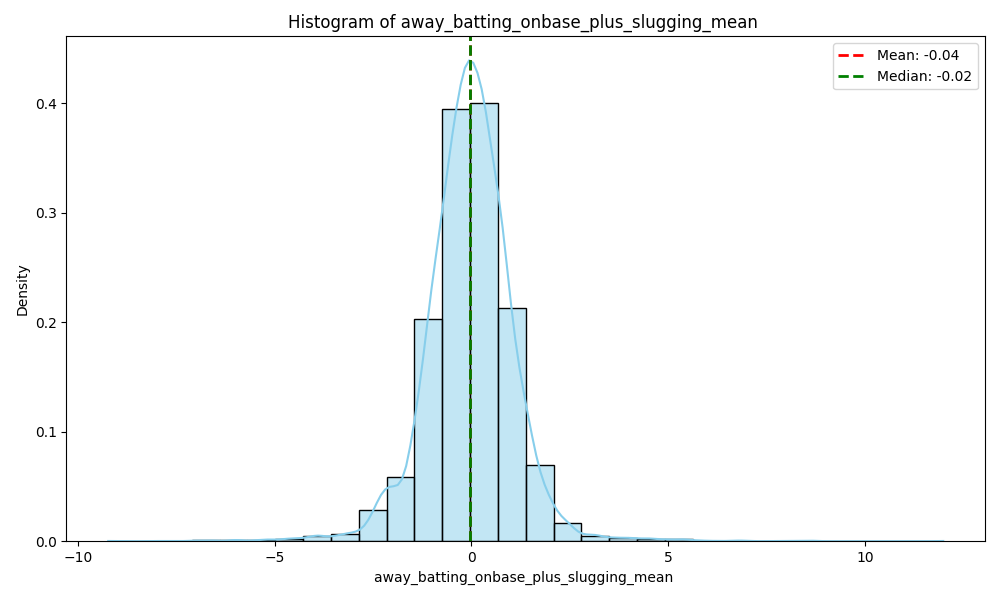 Histogram of away_batting_onbase_plus_slugging_mean
Mean: -0.04
Median: -0.02
Density
0.4
0.3
0.2
0.1
0.0
−10
−5
0
5
10
away_batting_onbase_plus_slugging_mean